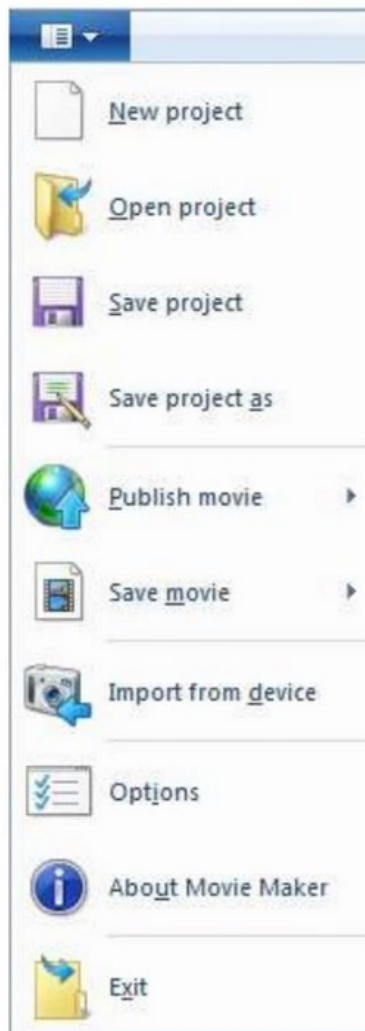 New project
Open project
Save project
Save project as
Publish movie
Save movie
Import from device
Options
About Movie Maker
Exit